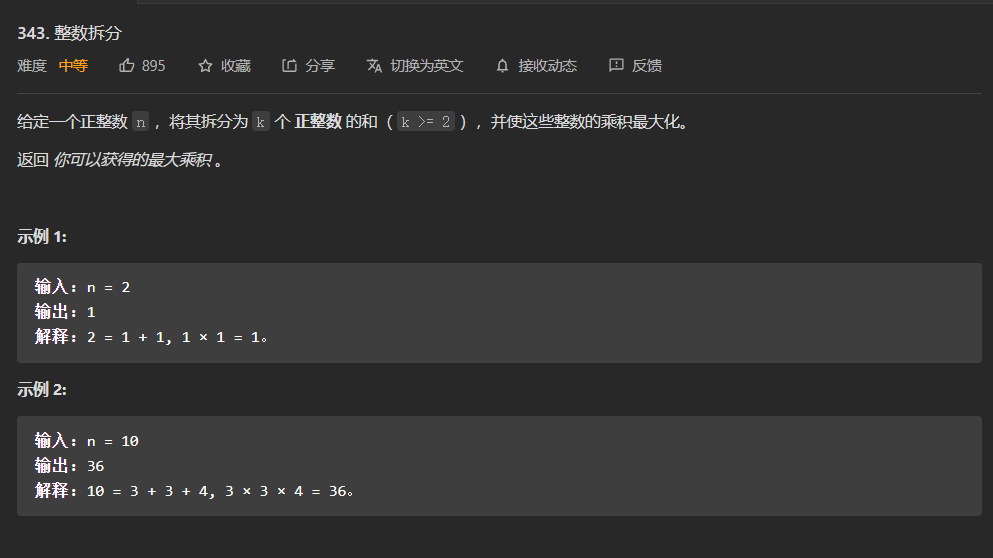 343. 整数拆分
难度 中等 895 收藏 分享 切换为英文 接收动态 反馈
给定一个正整数 n ，将其拆分为 k 个 正整数 的和（ k >= 2 ），并使这些整数的乘积最大化。
返回 你可以获得的最大乘积 。
示例 1:
输入：n = 2
输出：1
解释：2 = 1 + 1, 1 × 1 = 1。
示例 2:
输入：n = 10
输出：36
解释：10 = 3 + 3 + 4, 3 × 3 × 4 = 36。